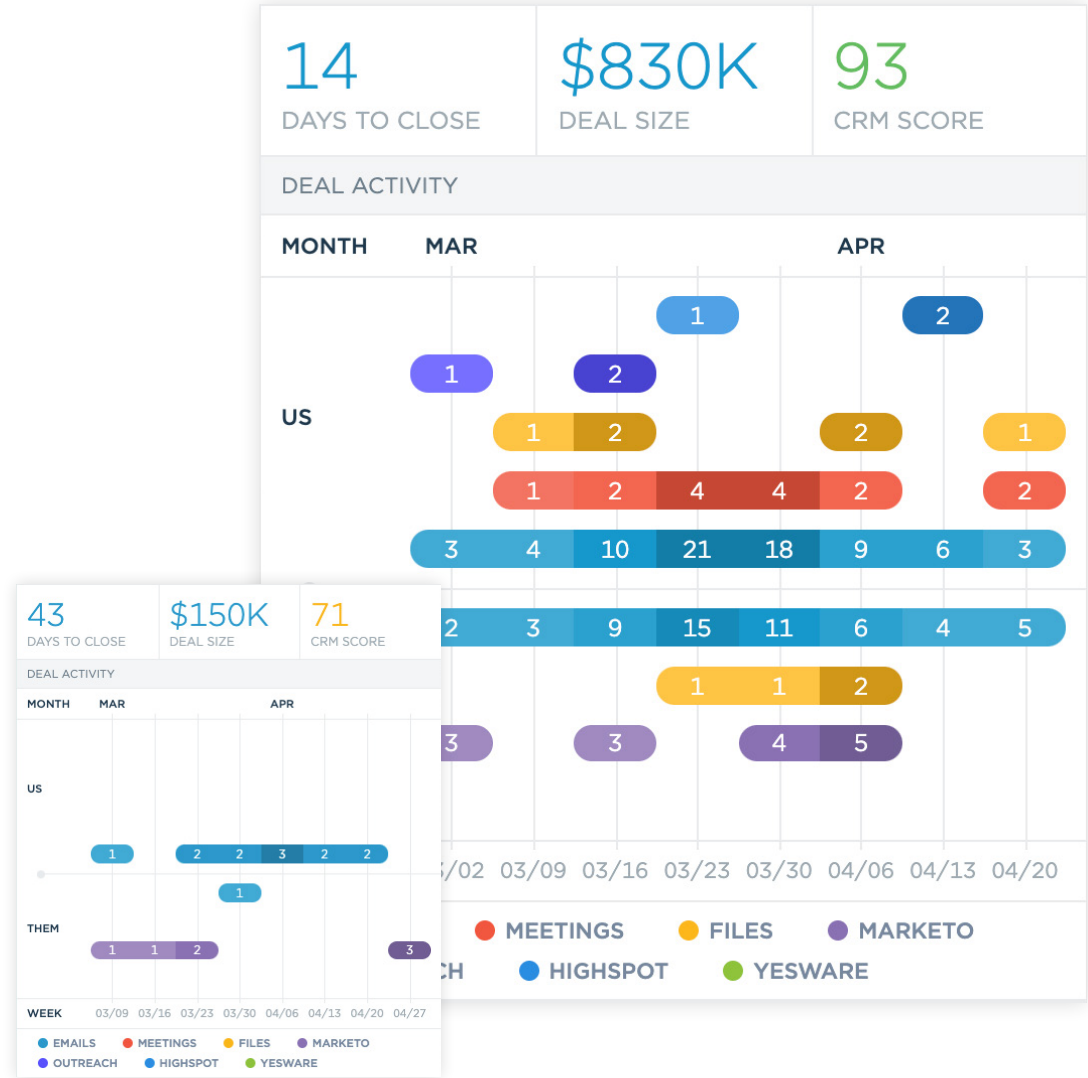 14 $830K 93
DAYS TO CLOSE DEAL SIZE CRM SCORE
DEAL ACTIVITY
MONTH MAR APR
1 2
1 2
US
1 2 2 1
1 2 4 4 2 2
3 4 10 21 18 9 6 3
2 3 9 15 11 6 4 5
1 1 2
3 3 4 5
/02 03/09 03/16 03/23 03/30 04/06 04/13 04/20
MEETINGS FILES MARKETO
CH HIGHSPOT YESWARE
43 $150K 71
DAYS TO CLOSE DEAL SIZE CRM SCORE
DEAL ACTIVITY
MONTH MAR APR
US
1 2 2 3 2 2
1
THEM
1 1 2 3
WEEK 03/09 03/16 03/23 03/30 04/06 04/13 04/20 04/27
EMAILS MEETINGS FILES MARKETO
OUTREACH HIGHSPOT YESWARE